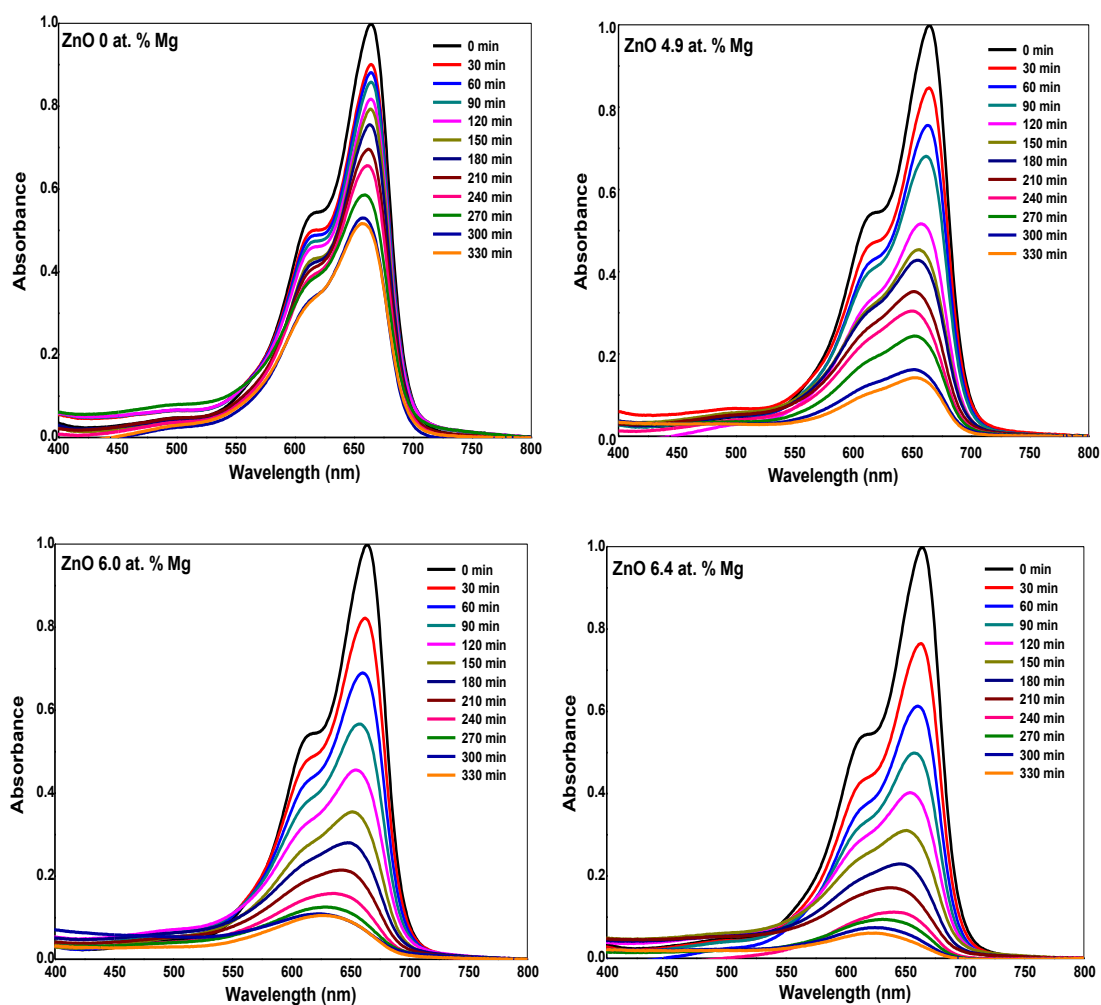 ZnO 0 at. % Mg
0 min
30 min
60 min
90 min
120 min
150 min
180 min
210 min
240 min
270 min
300 min
330 min
1.0
0.8
0.6
0.4
0.2
0.0
Absorbance
400 450 500 550 600 650 700 750 800
Wavelength (nm)
ZnO 4.9 at. % Mg
0 min
30 min
60 min
90 min
120 min
150 min
180 min
210 min
240 min
270 min
300 min
330 min
1.0
0.8
0.6
0.4
0.2
0.0
Absorbance
400 450 500 550 600 650 700 750 800
Wavelength (nm)
ZnO 6.0 at. % Mg
0 min
30 min
60 min
90 min
120 min
150 min
180 min
210 min
240 min
270 min
300 min
330 min
1.0
0.8
0.6
0.4
0.2
0.0
Absorbance
400 450 500 550 600 650 700 750 800
Wavelength (nm)
ZnO 6.4 at. % Mg
0 min
30 min
60 min
90 min
120 min
150 min
180 min
210 min
240 min
270 min
300 min
330 min
1.0
0.8
0.6
0.4
0.2
0.0
Absorbance
400 450 500 550 600 650 700 750 800
Wavelength (nm)